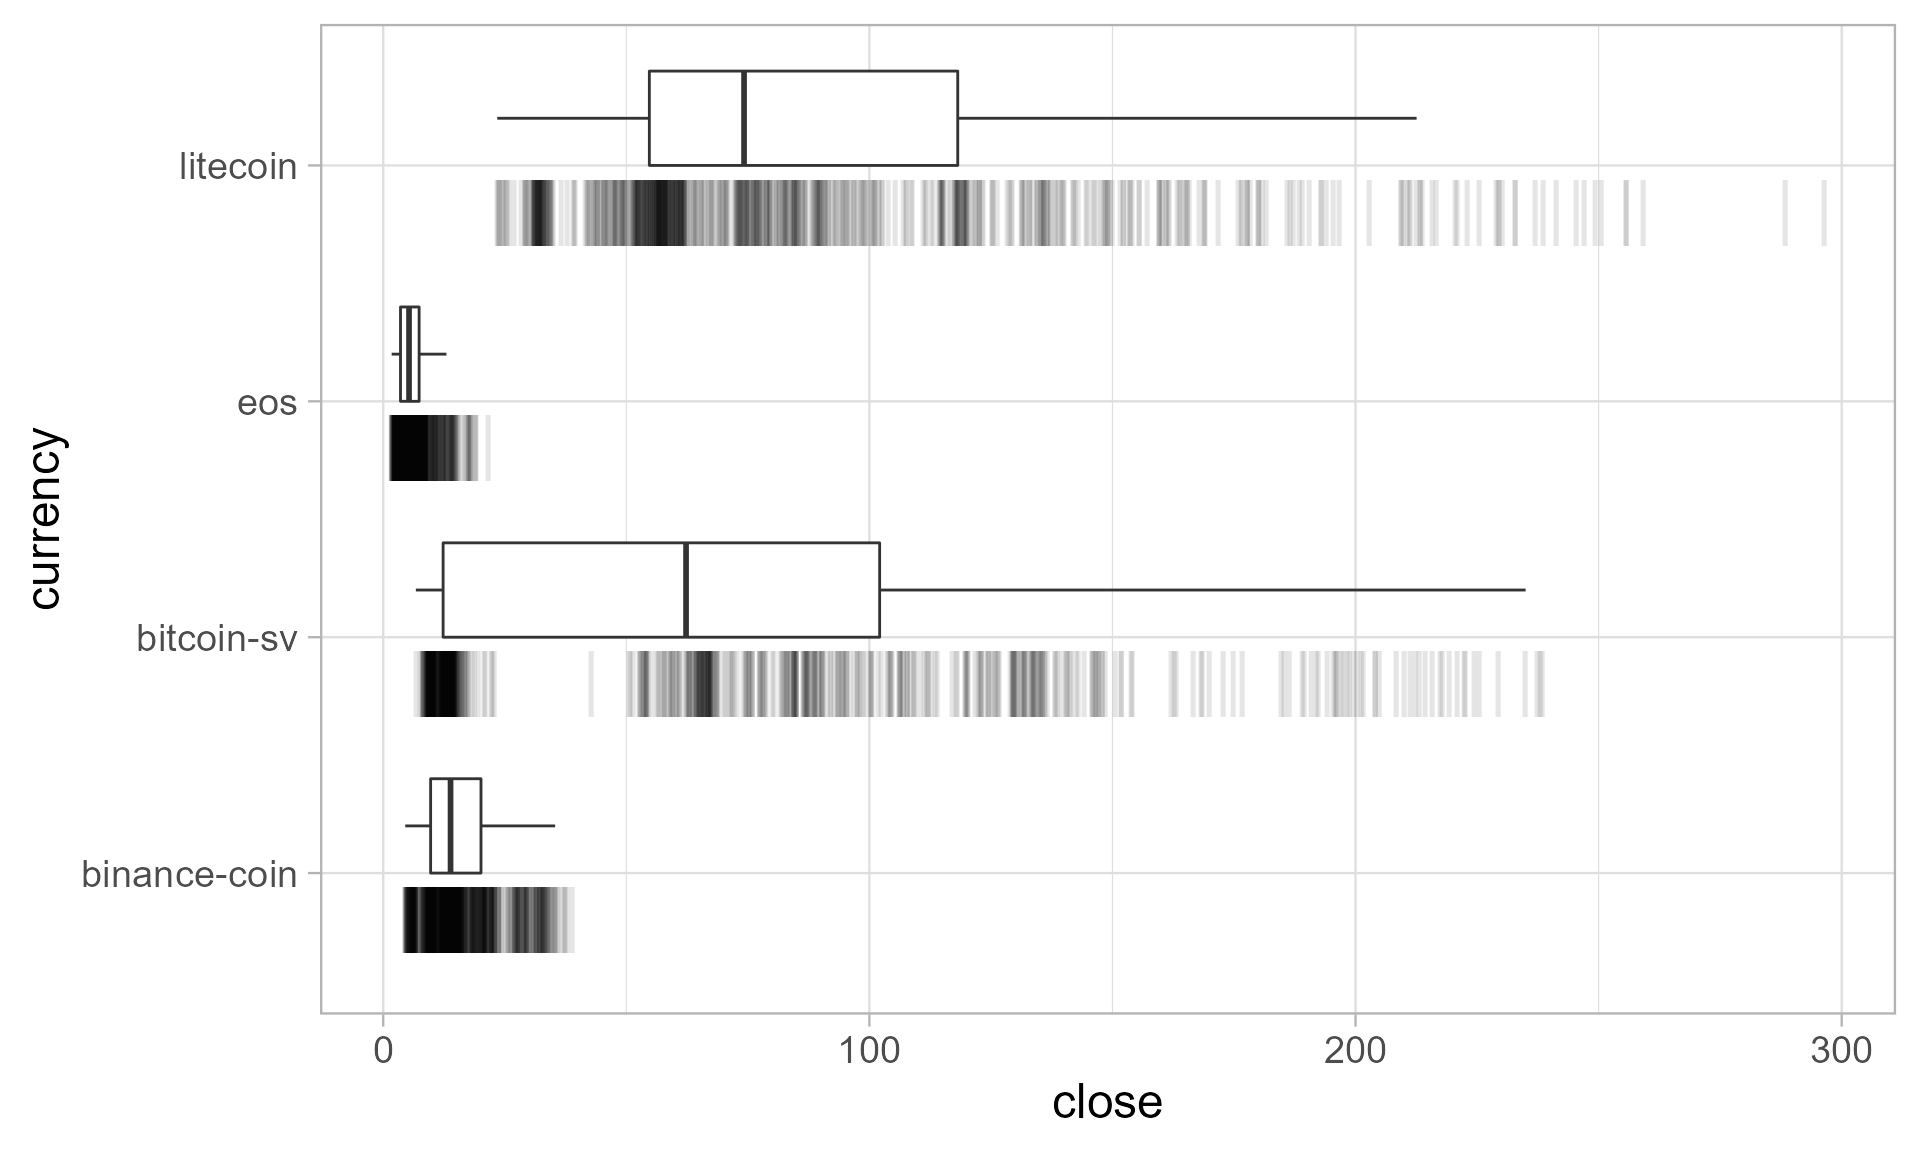 currency
litecoin
eos
bitcoin-sv
binance-coin
0 100 200 300
close